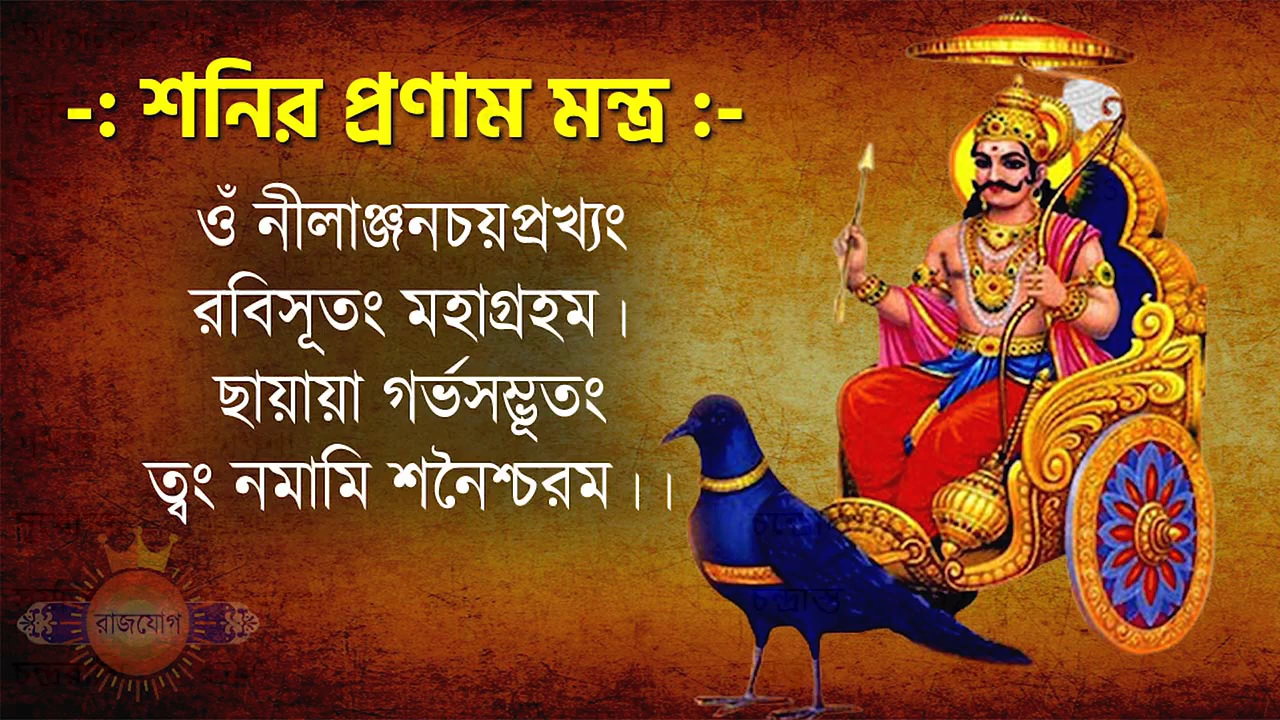 -: শনির প্রণাম মন্ত্র :-
ওঁ নীলাঞ্জনচয়প্রখ্যং
রবিসূতং মহাগ্রহম।
ছায়ায়া গর্ভসম্ভূতং
ত্বং নমামি শনৈশ্চরম।।
রাজযোগ